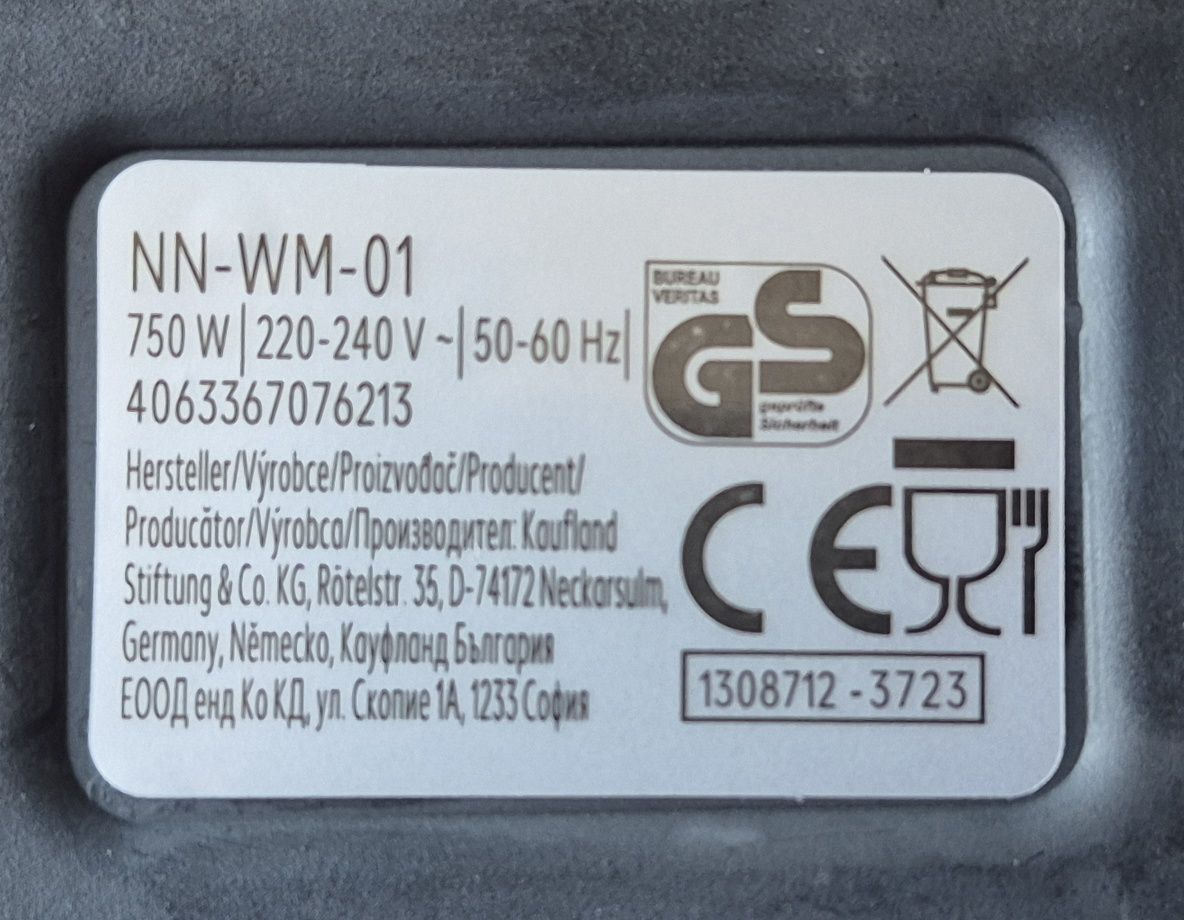 NN-WM-01
750 W | 220-240 V ~ | 50-60 Hz |
4063367076213
Hersteller/Výrobce/Proizvođač/Producent/
Producător/Výrobca/Производител: Kaufland
Stiftung & Co. KG, Rötelstr. 35, D-74172 Neckarsulm,
Germany, Německo, Кауфланд България
ЕООД енд Ко КД, ул. Скопие 1А, 1233 София
BUREAU
VERITAS
GS
geprüfte
Sicherheit
CE
1308712 - 3723